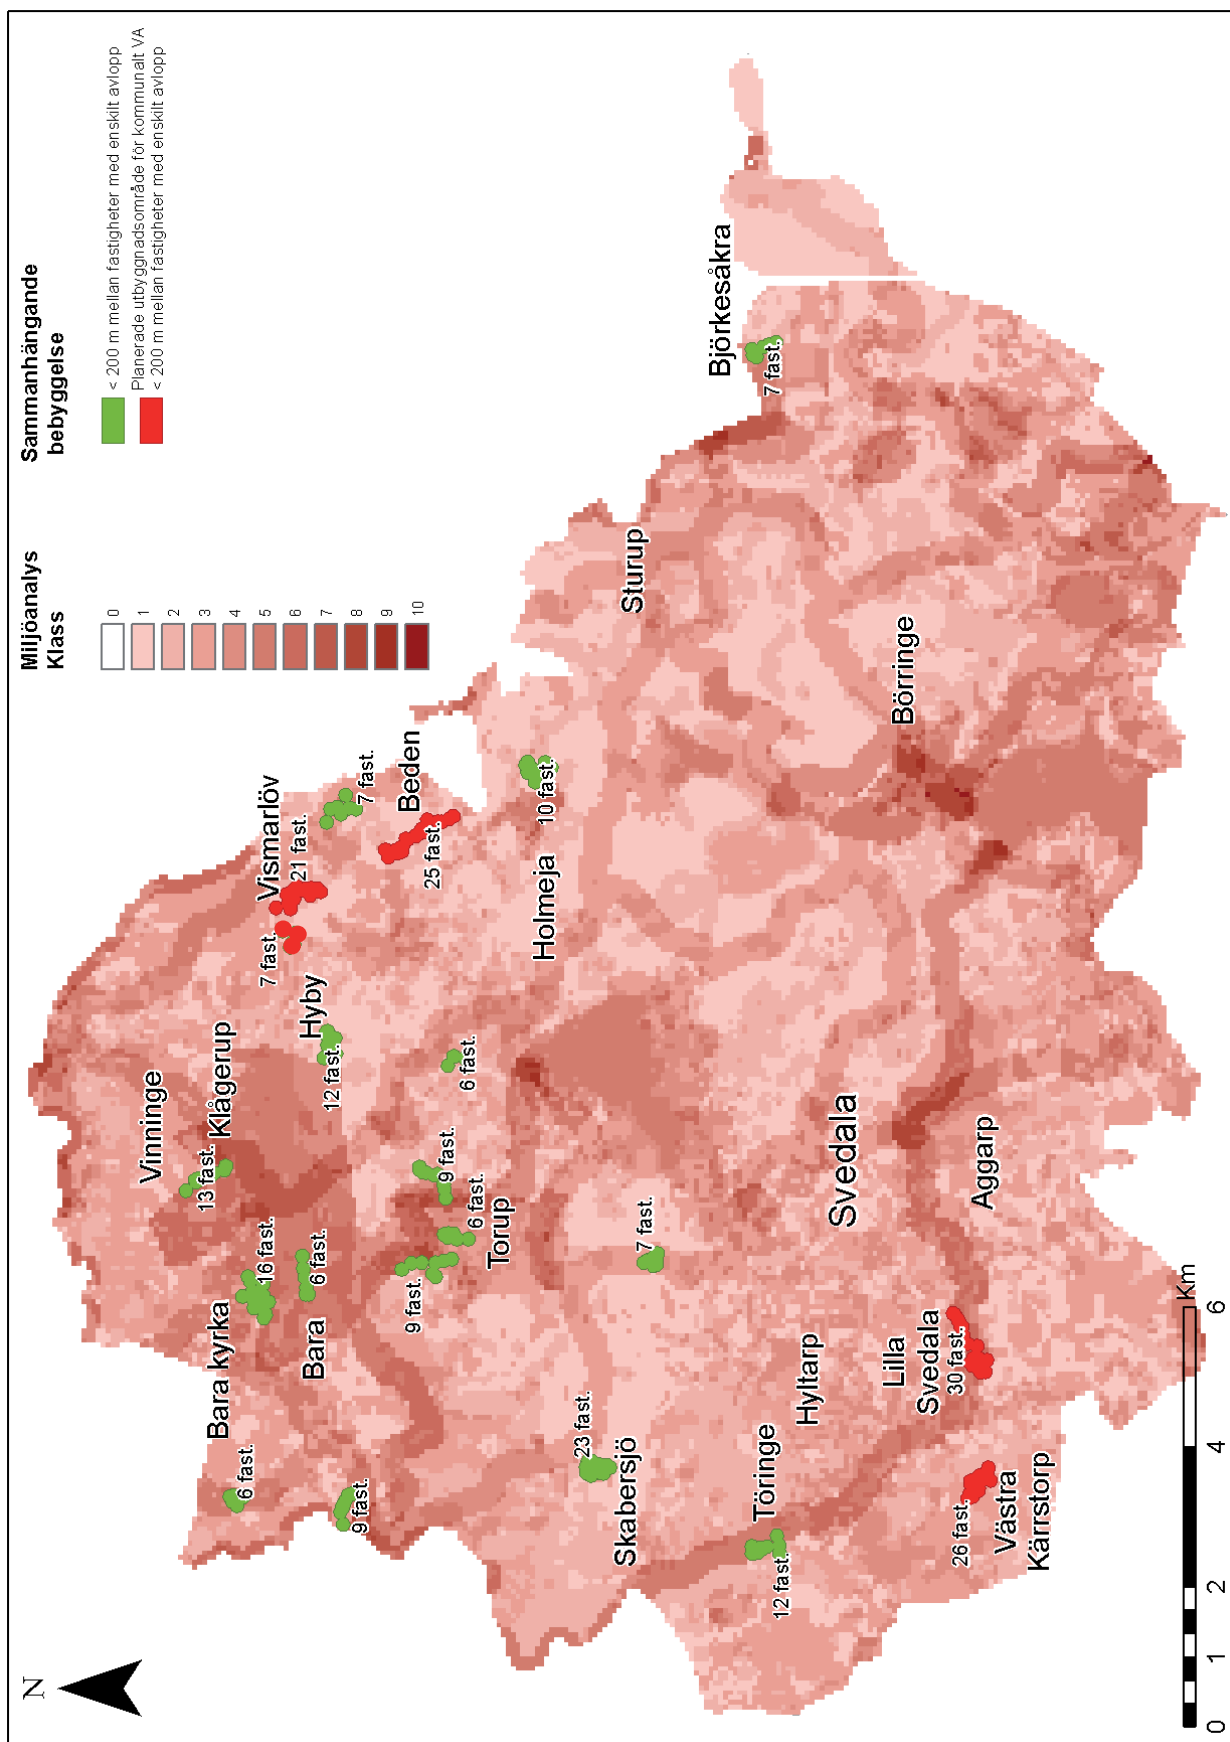 N
Miljöanalys
Klass
0
1
2
3
4
5
6
7
8
9
10
Sammanhängande
bebyggelse
< 200 m mellan fastigheter med enskilt avlopp
Planerade utbyggnadsområde för kommunalt VA
< 200 m mellan fastigheter med enskilt avlopp
Vinninge
Klågerup
13 fast.
Bara kyrka
16 fast.
6 fast.
Bara
6 fast.
9 fast.
Vismarlöv
21 fast.
7 fast.
7 fast.
Hyby
12 fast.
Beden
25 fast.
9 fast.
6 fast.
9 fast.
6 fast.
Torup
Holmeja
10 fast.
Sturup
23 fast.
Skabersjö
7 fast.
Björkesåkra
7 fast.
Töringe
12 fast.
Hyltarp
Svedala
Börringe
Lilla
Svedala
30 fast.
Aggarp
26 fast.
Västra
Kärrstorp
0
1
2
4
6
Km